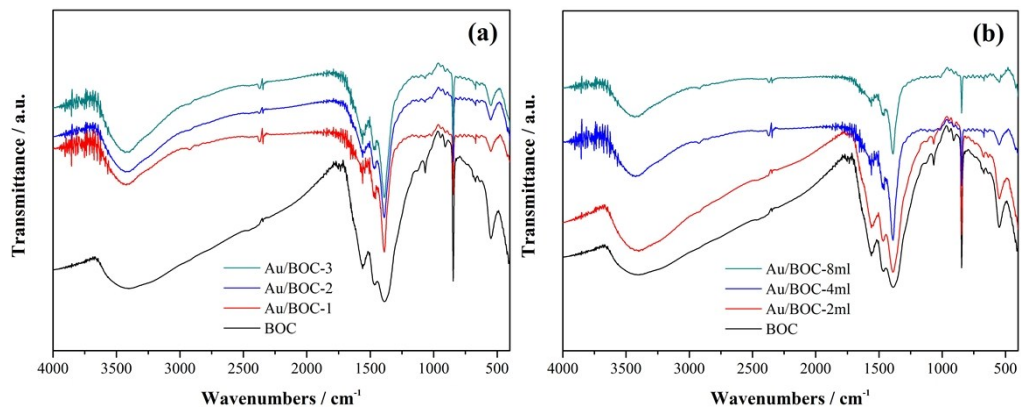 (a)
Transmittance / a.u.
Au/BOC-3
Au/BOC-2
Au/BOC-1
BOC
4000 3500 3000 2500 2000 1500 1000 500
Wavenumbers / cm⁻¹
(b)
Transmittance / a.u.
Au/BOC-8ml
Au/BOC-4ml
Au/BOC-2ml
BOC
4000 3500 3000 2500 2000 1500 1000 500
Wavenumbers / cm⁻¹